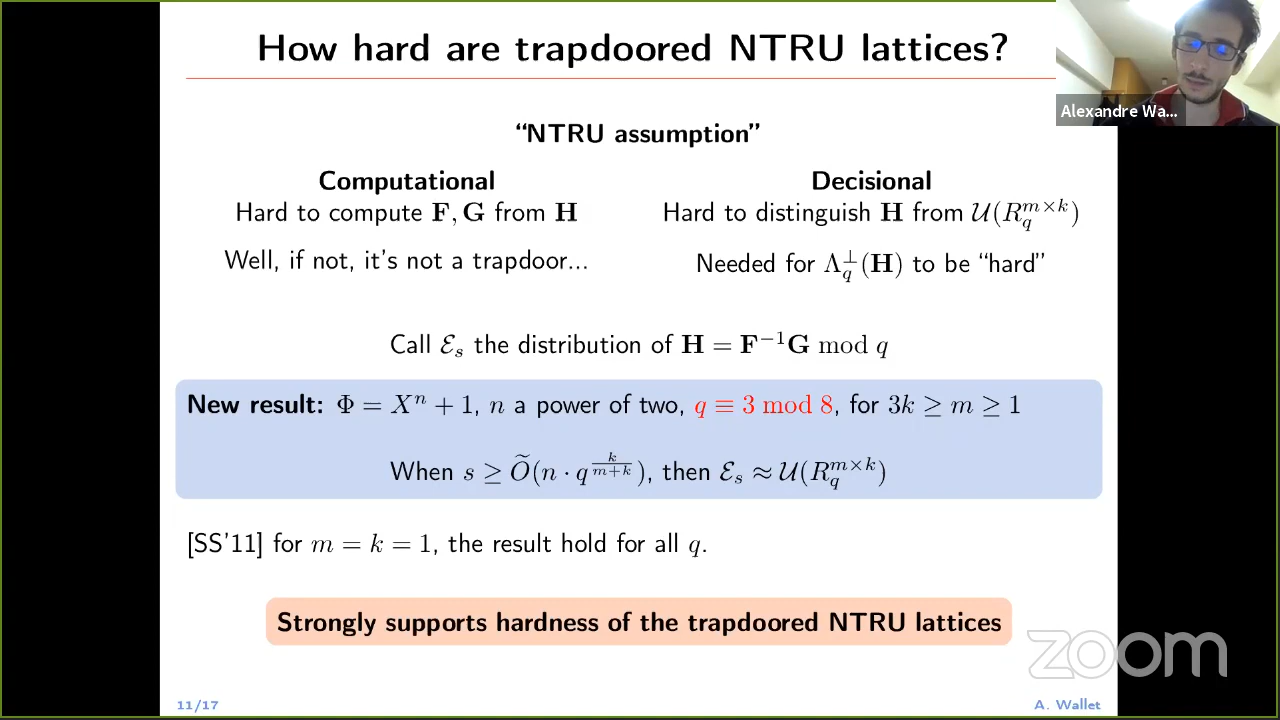 How hard are trapdoored NTRU lattices?
Alexandre Wa...
“NTRU assumption”
Computational
Hard to compute F, G from H
Well, if not, it's not a trapdoor...
Decisional
Hard to distinguish H from 𝒰(R_q^{m×k})
Needed for Λ_q^⊥(H) to be “hard”
Call ℰ_s the distribution of H = F^{−1}G mod q
New result: Φ = X^n + 1, n a power of two, q ≡ 3 mod 8, for 3k ≥ m ≥ 1
When s ≥ Õ(n · q^{k/(m+k)}), then ℰ_s ≈ 𝒰(R_q^{m×k})
[SS'11] for m = k = 1, the result hold for all q.
Strongly supports hardness of the trapdoored NTRU lattices
zoom
11/17
A. Wallet